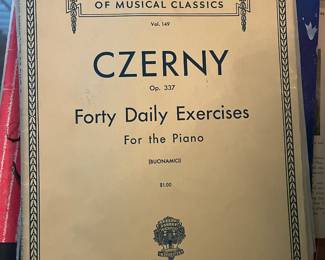 OF MUSICAL CLASSICS
Vol. 149
CZERNY
Op. 337
Forty Daily Exercises
For the Piano
(BUONAMICI)
$1.00